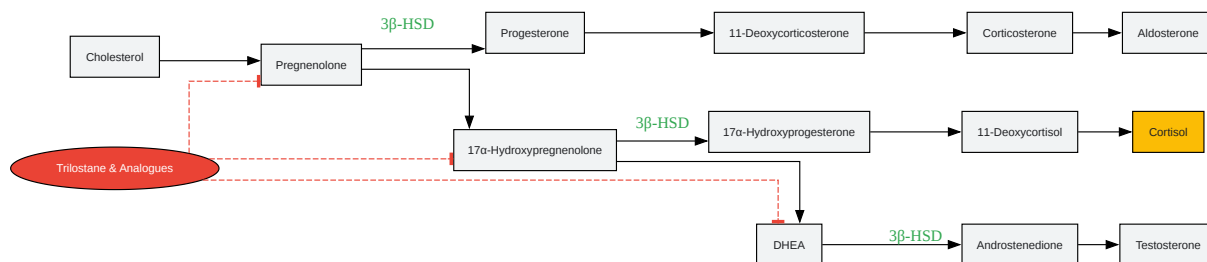 3β-HSD
Progesterone
11-Deoxycorticosterone
Corticosterone
Aldosterone
Cholesterol
Pregnenolone
3β-HSD
17α-Hydroxyprogesterone
11-Deoxycortisol
Cortisol
17α-Hydroxypregnenolone
Trilostane & Analogues
3β-HSD
DHEA
Androstenedione
Testosterone